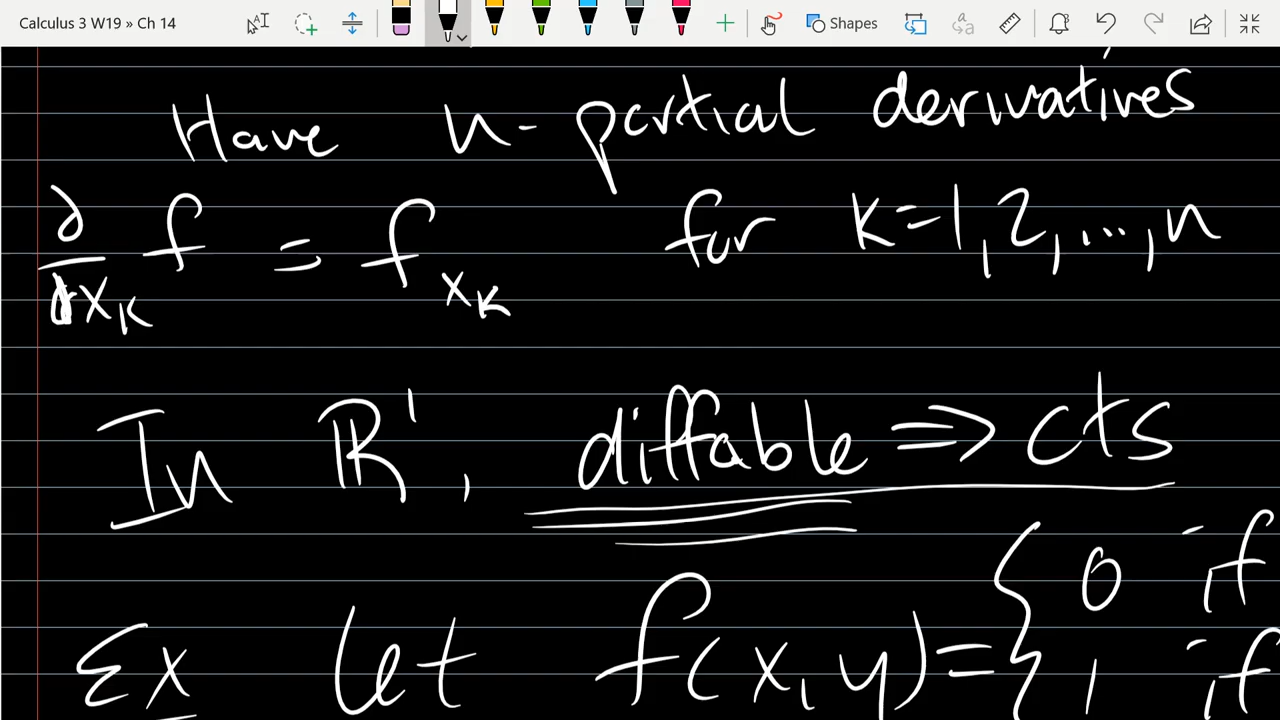 Calculus 3 W19 » Ch 14
Shapes
Have n- partial derivatives
∂/∂x_k f = f_{x_k} for k=1,2,...,n
In ℝ¹, diffable => cts
Ex let f(x,y)={ 0 if
1 if